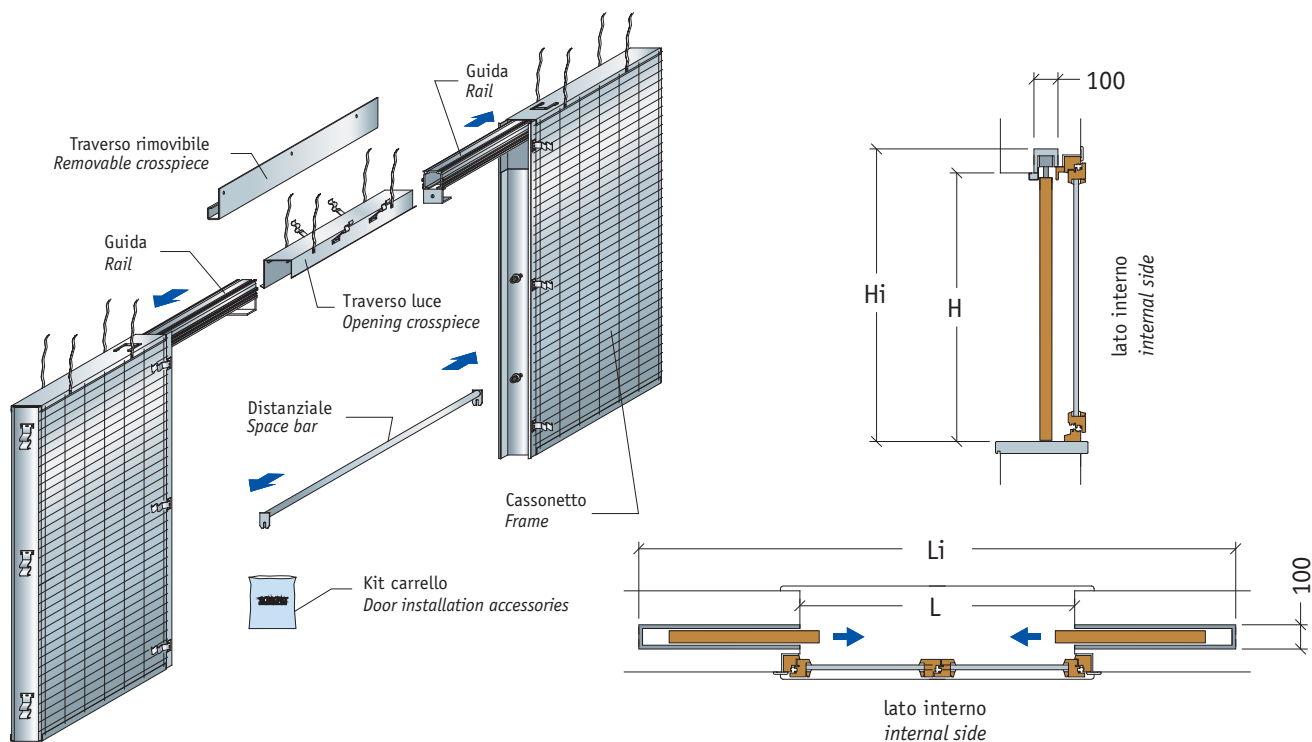 Guida
Rail
Traverso rimovibile
Removable crosspiece
Guida
Rail
Traverso luce
Opening crosspiece
Distanziale
Space bar
Cassonetto
Frame
Kit carrello
Door installation accessories
100
Hi
H
lato interno
internal side
Li
L
100
lato interno
internal side